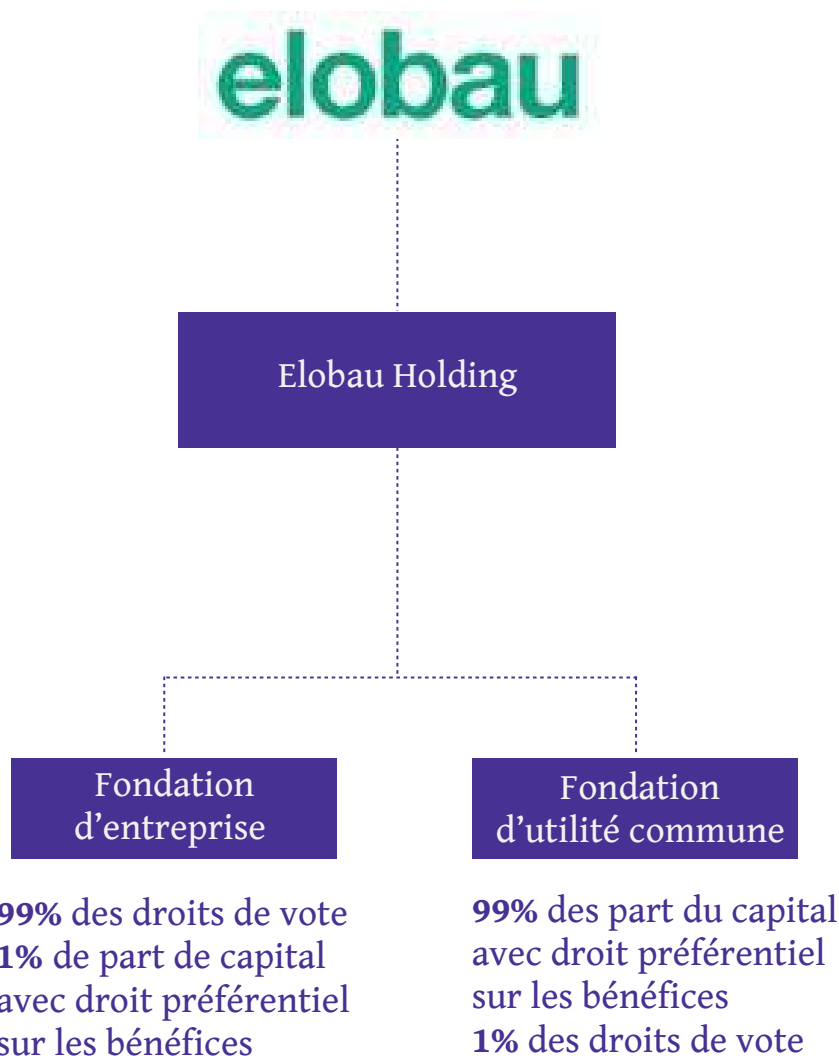 elobau
Elobau Holding
Fondation
d’entreprise
99% des droits de vote
1% de part de capital
avec droit préférentiel
sur les bénéfices
Fondation
d’utilité commune
99% des part du capital
avec droit préférentiel
sur les bénéfices
1% des droits de vote